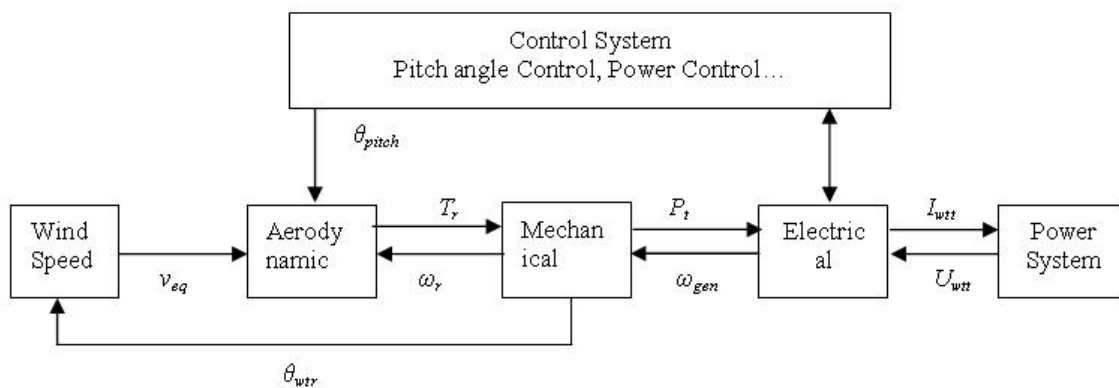 Control System
Pitch angle Control, Power Control...
θpitch
Wind
Speed
veq
Aerody
namic
Tr
ωr
Mechan
ical
Pt
ωgen
Electric
al
Iwtt
Uwtt
Power
System
θwtr